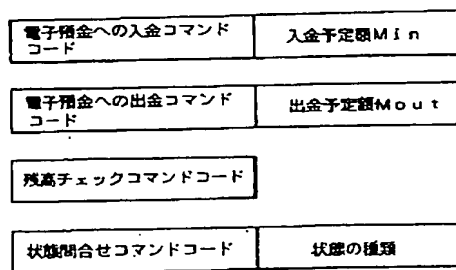 電子預金への入金コマンド
コード
入金予定額Min
電子預金への出金コマンド
コード
出金予定額Mout
残高チェックコマンドコード
状態問合せコマンドコード
状態の種類